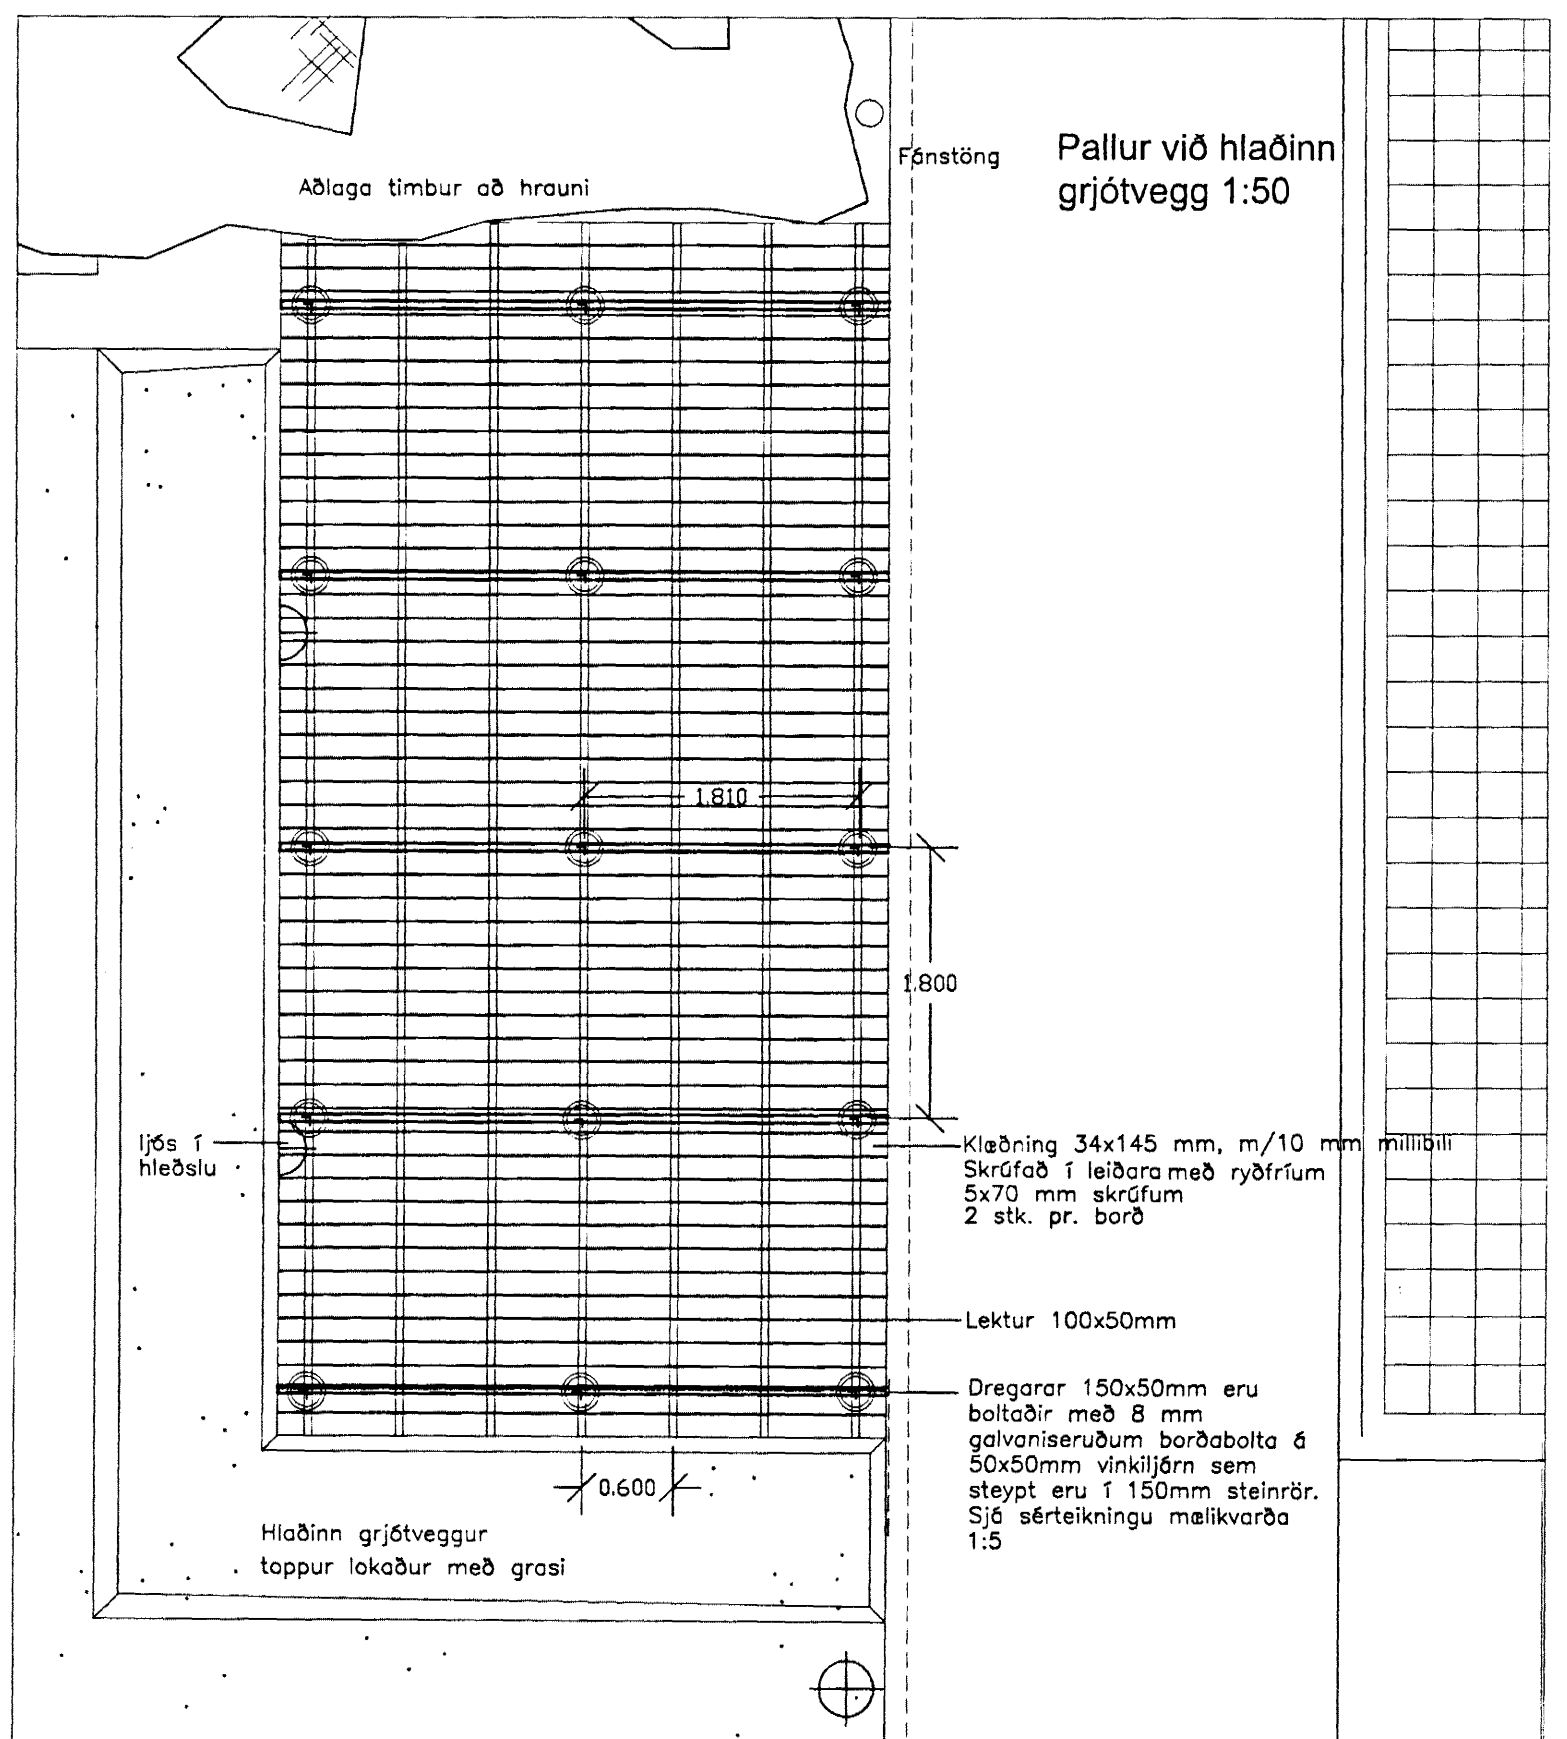 Pallur við hlaðinn
grjótvegg 1:50
Fánstöng
Aðlaga timbur að hrauni
1.810
1.800
ljós í
hleðslu
Klæðning 34x145 mm, m/10 mm millibili
Skrúfað í leiðara með ryðfríum
5x70 mm skrúfum
2 stk. pr. borð
Lektur 100x50mm
Dregarar 150x50mm eru
boltaðir með 8 mm
galvaniseruðum borðabolta á
50x50mm vinkiljárn sem
steypt eru í 150mm steinrör.
Sjá sérteikningu mælikvarða
1:5
0.600
Hlaðinn grjótveggur
toppur lokaður með grasi